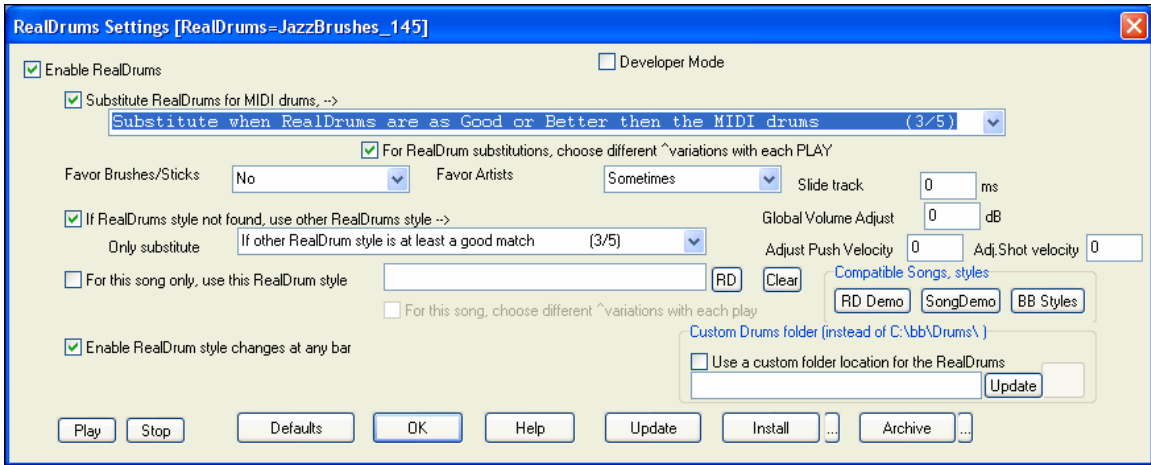 RealDrums Settings [RealDrums=JazzBrushes_145]
Enable RealDrums
Developer Mode
Substitute RealDrums for MIDI drums, -->
Substitute when RealDrums are as Good or Better then the MIDI drums (3/5)
For RealDrum substitutions, choose different ^variations with each PLAY
Favor Brushes/Sticks No Favor Artists Sometimes Slide track 0 ms
If RealDrums style not found, use other RealDrums style --> Global Volume Adjust 0 dB
Only substitute If other RealDrum style is at least a good match (3/5) Adjust Push Velocity 0 Adj.Shot velocity 0
For this song only, use this RealDrum style RD Clear
Compatible Songs, styles
RD Demo SongDemo BB Styles
For this song, choose different ^variations with each play
Custom Drums folder (instead of C:\bb\Drums\ )
Enable RealDrum style changes at any bar
Use a custom folder location for the RealDrums
Update
Play Stop Defaults OK Help Update Install ... Archive ...